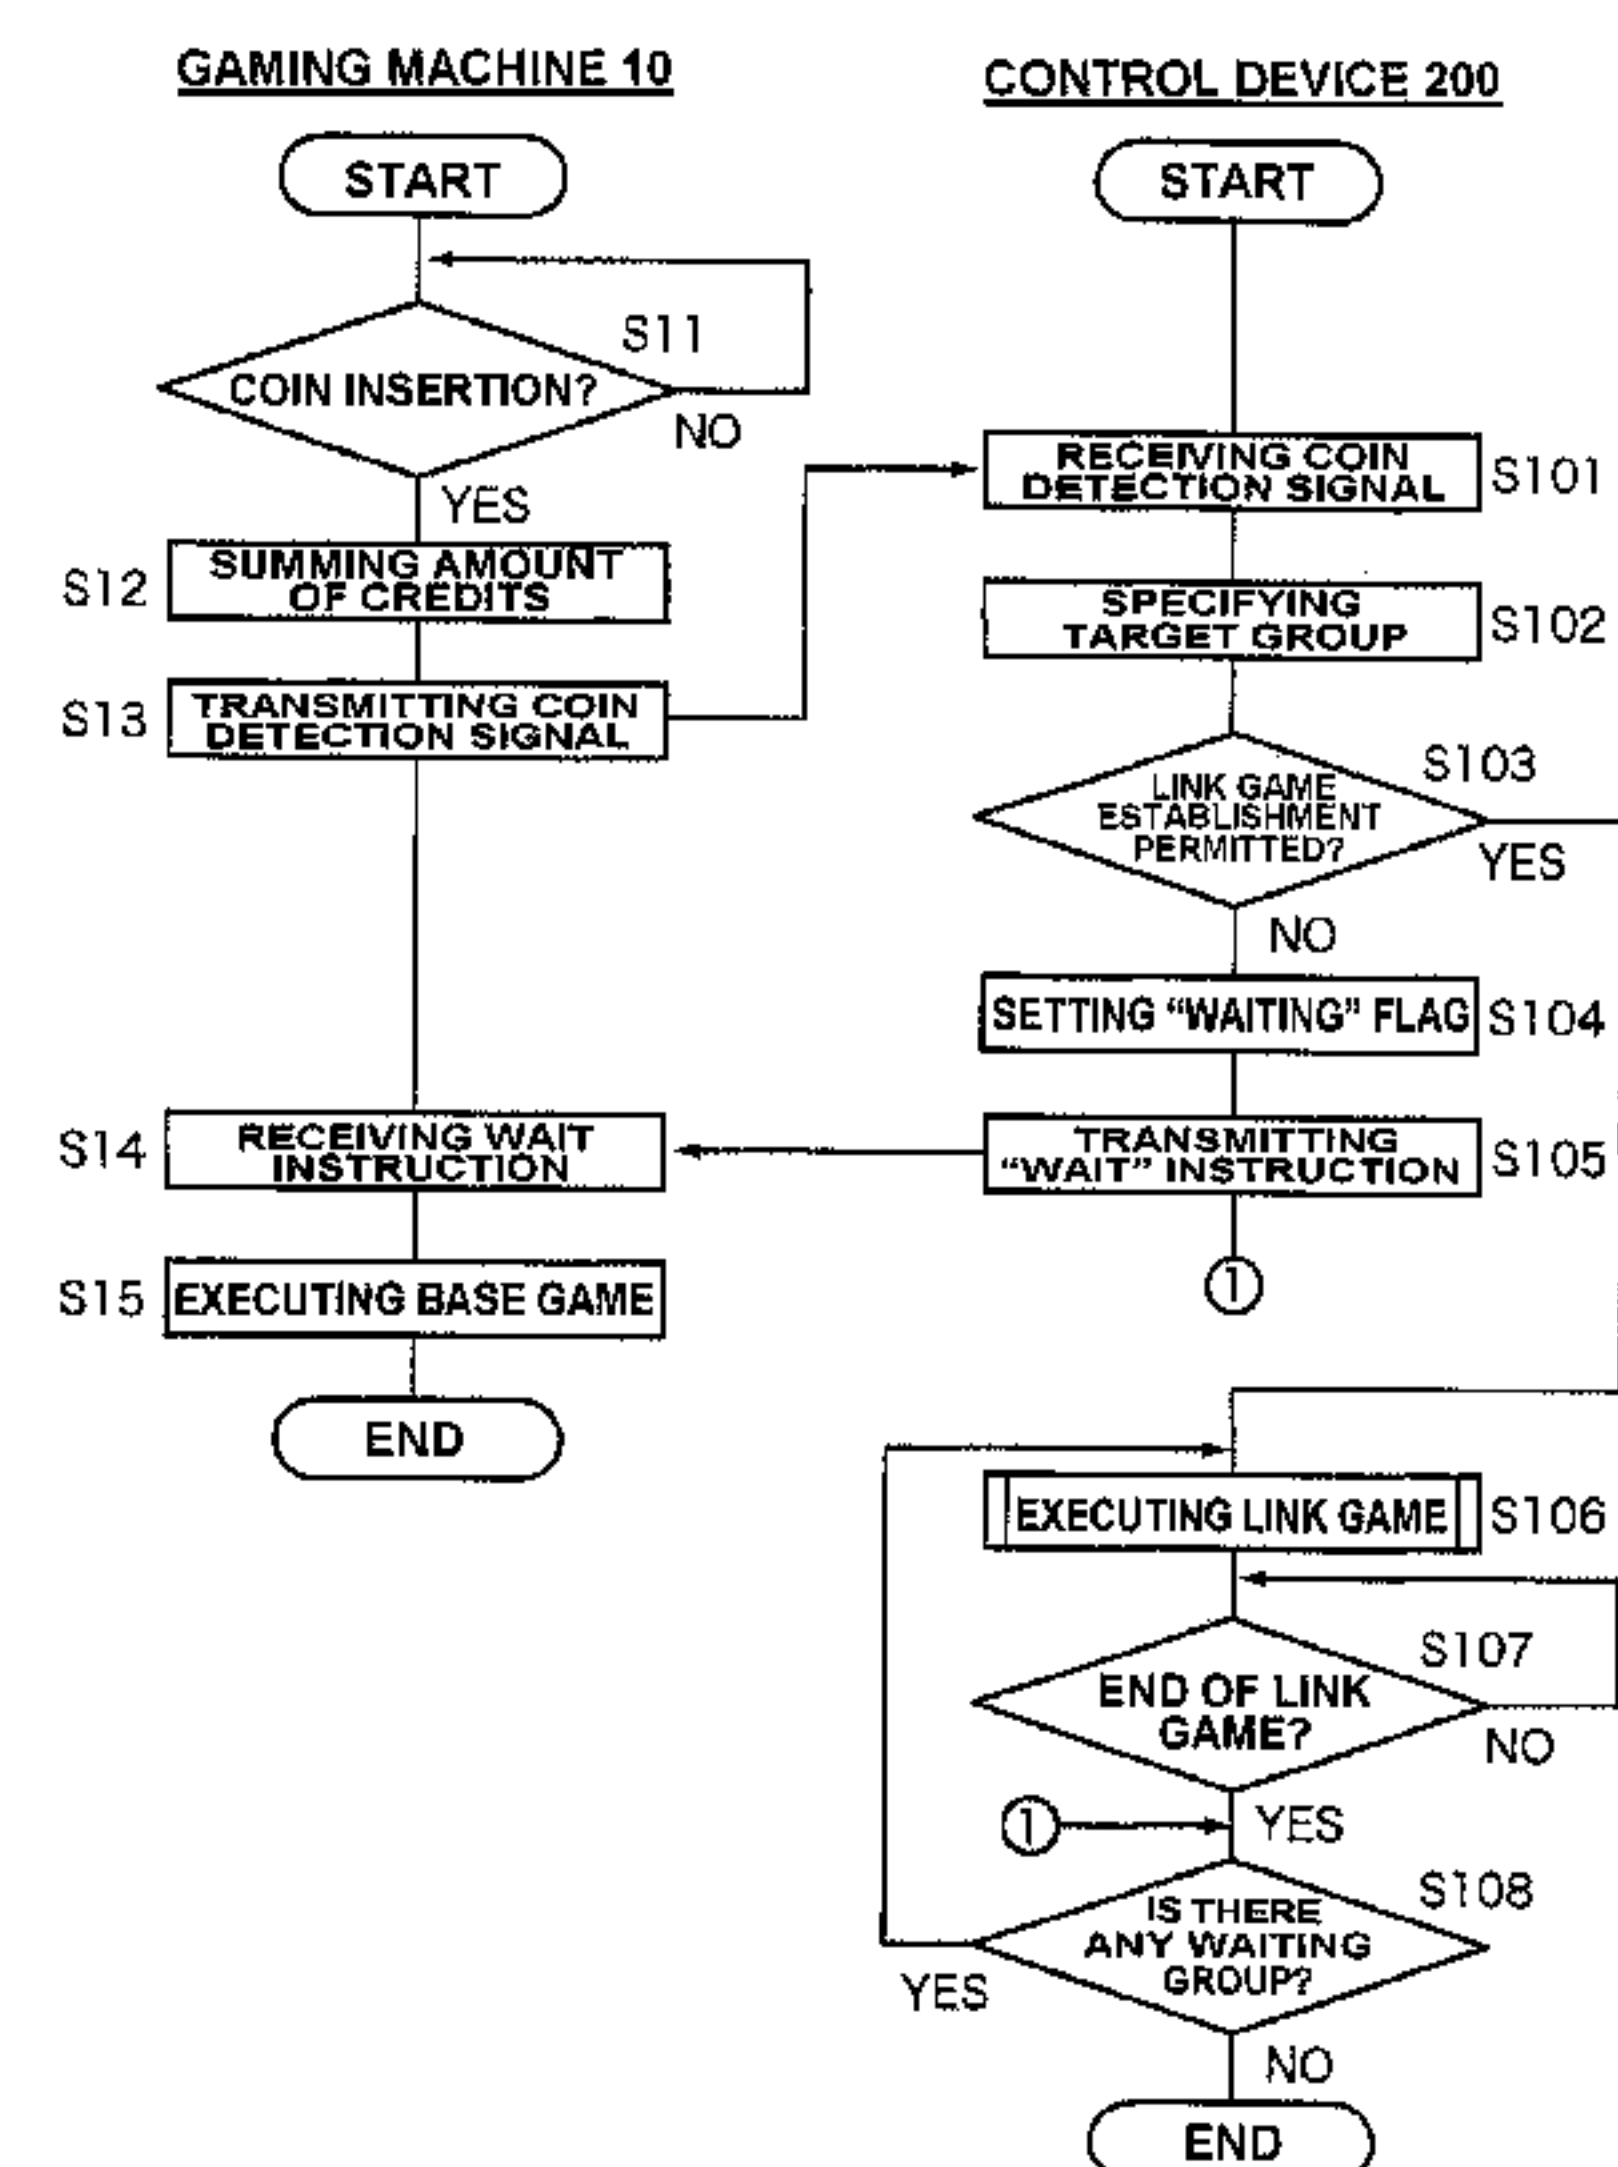 GAMING MACHINE 10
START
S11
COIN INSERTION?
NO
YES
S12
SUMMING AMOUNT
OF CREDITS
S13
TRANSMITTING COIN
DETECTION SIGNAL
S14
RECEIVING WAIT
INSTRUCTION
S15
EXECUTING BASE GAME
END
CONTROL DEVICE 200
START
RECEIVING COIN
DETECTION SIGNAL
S101
SPECIFYING
TARGET GROUP
S102
S103
LINK GAME
ESTABLISHMENT
PERMITTED?
YES
NO
SETTING “WAITING” FLAG
S104
TRANSMITTING
“WAIT” INSTRUCTION
S105
1
EXECUTING LINK GAME
S106
S107
END OF LINK
GAME?
NO
1
YES
S108
IS THERE
ANY WAITING
GROUP?
YES
NO
END